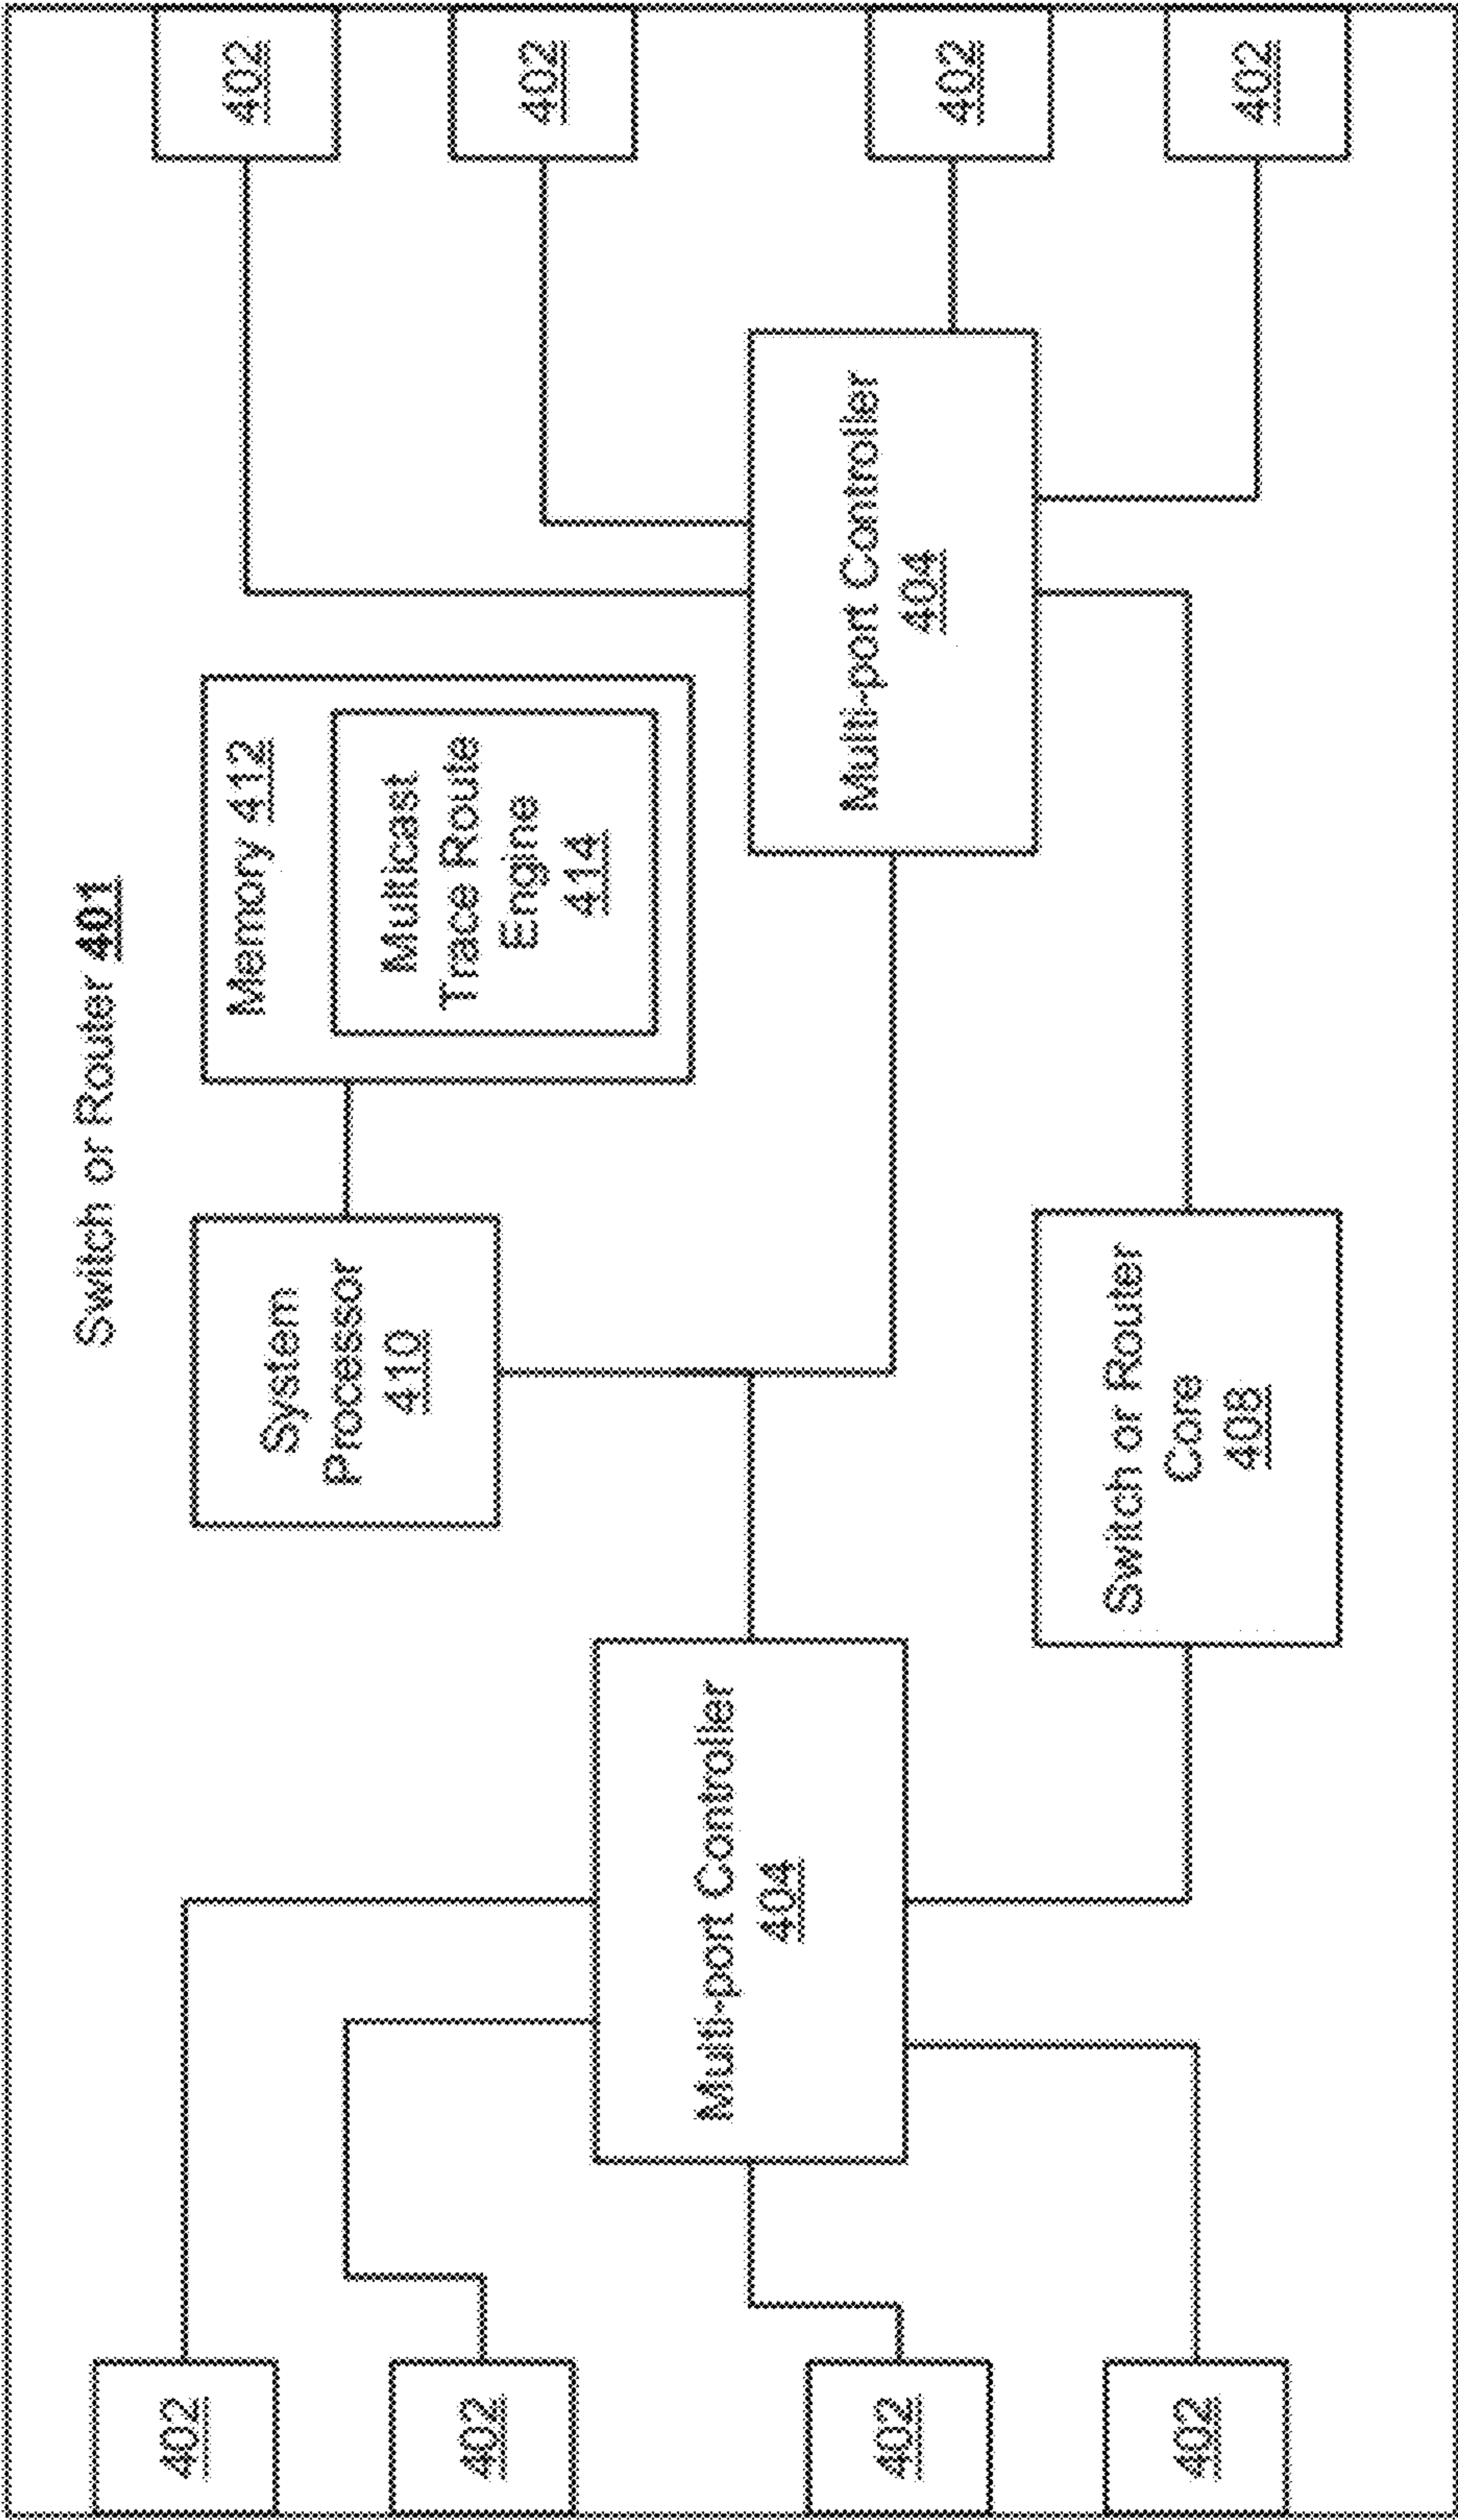 Switch or Router 401
402
402
402
402
Multi-port Controller
404
System
Processor
410
Memory 412
Multicast
Trace Route
Engine
414
Switch or Router
Core
408
Multi-port Controller
404
402
402
402
402